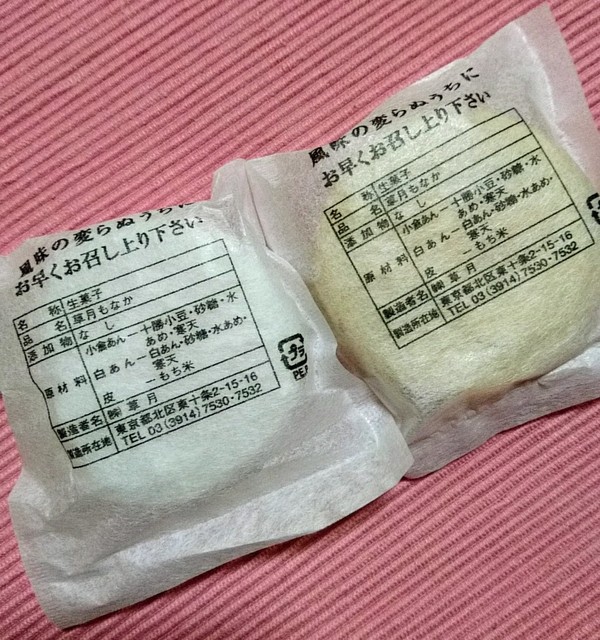 風味の変らぬうちに
お早くお召し上り下さい
名 称 生菓子
品 名 草月もなか
添加物 なし
原材料 小倉あん―十勝小豆・砂糖・水
あめ・寒天
白あん―白あん・砂糖・水あめ・
寒天
皮 ―もち米
製造者名 ㈱草月
製造所在地 東京都北区東十条2-15-16
TEL 03(3914)7530・7532
プラ
風味の変らぬうちに
お早くお召し上り下さい
名 称 生菓子
品 名 草月もなか
添加物 なし
原材料 小倉あん―十勝小豆・砂糖・水
あめ・寒天
白あん―白あん・砂糖・水あめ・
寒天
皮 ―もち米
製造者名 ㈱草月
製造所在地 東京都北区東十条2-15-16
TEL 03(3914)7530・7532